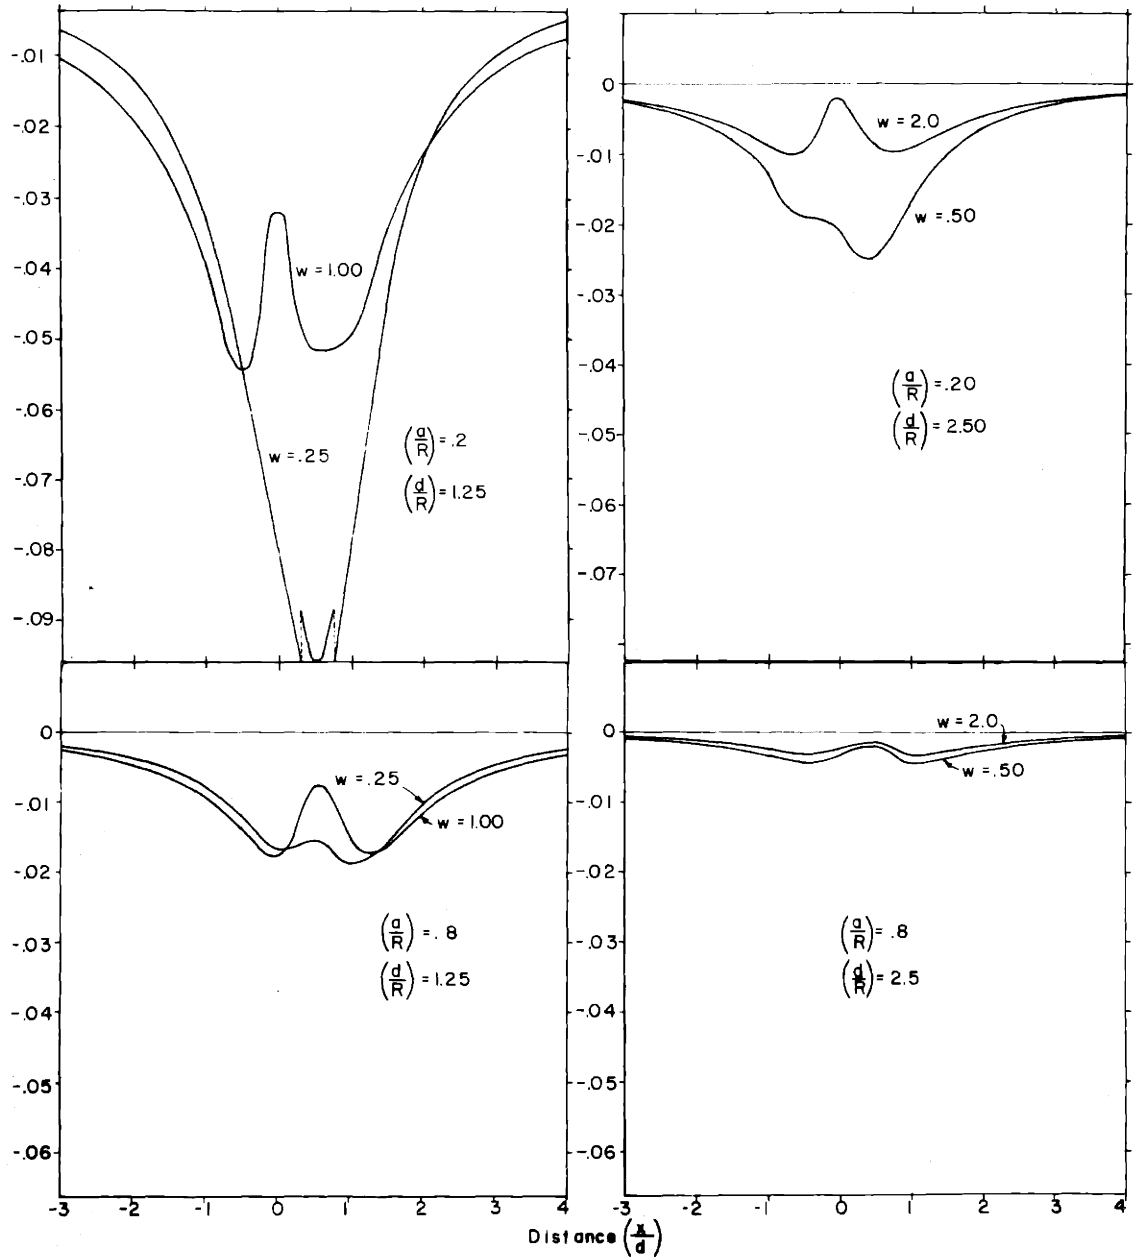 -.01
-.02
-.03
-.04
-.05
-.06
-.07
-.08
-.09
w = 1.00
w = .25
(a/R) = .2
(d/R) = 1.25
0
-.01
-.02
-.03
-.04
-.05
-.06
-.07
w = 2.0
w = .50
(a/R) = .20
(d/R) = 2.50
0
-.01
-.02
-.03
-.04
-.05
-.06
w = .25
w = 1.00
(a/R) = .8
(d/R) = 1.25
-3 -2 -1 0 1 2 3 4
0
-.01
-.02
-.03
-.04
-.05
-.06
w = 2.0
w = .50
(a/R) = .8
(d/R) = 2.5
-3 -2 -1 0 1 2 3 4
Distance (x/d)